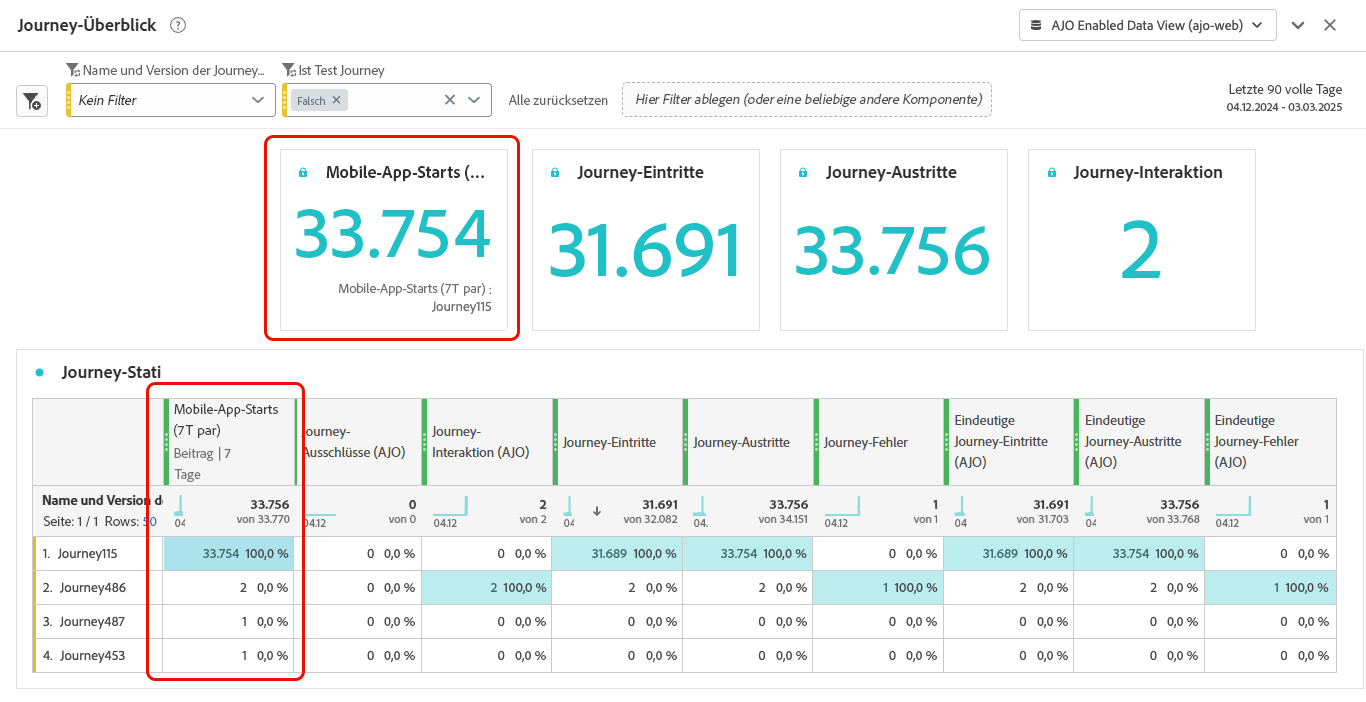 Journey-Überblick ?
AJO Enabled Data View (ajo-web)
Name und Version der Journey...
Ist Test Journey
Kein Filter
Falsch
Alle zurücksetzen
Hier Filter ablegen (oder eine beliebige andere Komponente)
Letzte 90 volle Tage
04.12.2024 - 03.03.2025
Mobile-App-Starts (...
33.754
Mobile-App-Starts (7T par) :
Journey115
Journey-Eintritte
31.691
Journey-Austritte
33.756
Journey-Interaktion
2
Journey-Stati
Mobile-App-Starts
(7T par)
Beitrag | 7
Tage
Journey-
Ausschlüsse (AJO)
Journey-
Interaktion (AJO)
Journey-Eintritte
Journey-Austritte
Journey-Fehler
Eindeutige
Journey-Eintritte
(AJO)
Eindeutige
Journey-Austritte
(AJO)
Eindeutige
Journey-Fehler
(AJO)
Name und Version de
Seite: 1 / 1 Rows: 50
04 33.756 von 33.770
04.12 0 von 0
04.12 2 von 2
04 31.691 von 32.082
04. 33.756 von 34.151
04.12 1 von 1
04 31.691 von 31.703
04 33.756 von 33.768
04.12 1 von 1
1. Journey115 33.754 100,0 % 0 0,0 % 0 0,0 % 31.689 100,0 % 33.754 100,0 % 0 0,0 % 31.689 100,0 % 33.754 100,0 % 0 0,0 %
2. Journey486 2 0,0 % 0 0,0 % 2 100,0 % 2 0,0 % 2 0,0 % 1 100,0 % 2 0,0 % 2 0,0 % 1 100,0 %
3. Journey487 1 0,0 % 0 0,0 % 0 0,0 % 0 0,0 % 0 0,0 % 0 0,0 % 0 0,0 % 0 0,0 % 0 0,0 %
4. Journey453 1 0,0 % 0 0,0 % 0 0,0 % 0 0,0 % 0 0,0 % 0 0,0 % 0 0,0 % 0 0,0 % 0 0,0 %